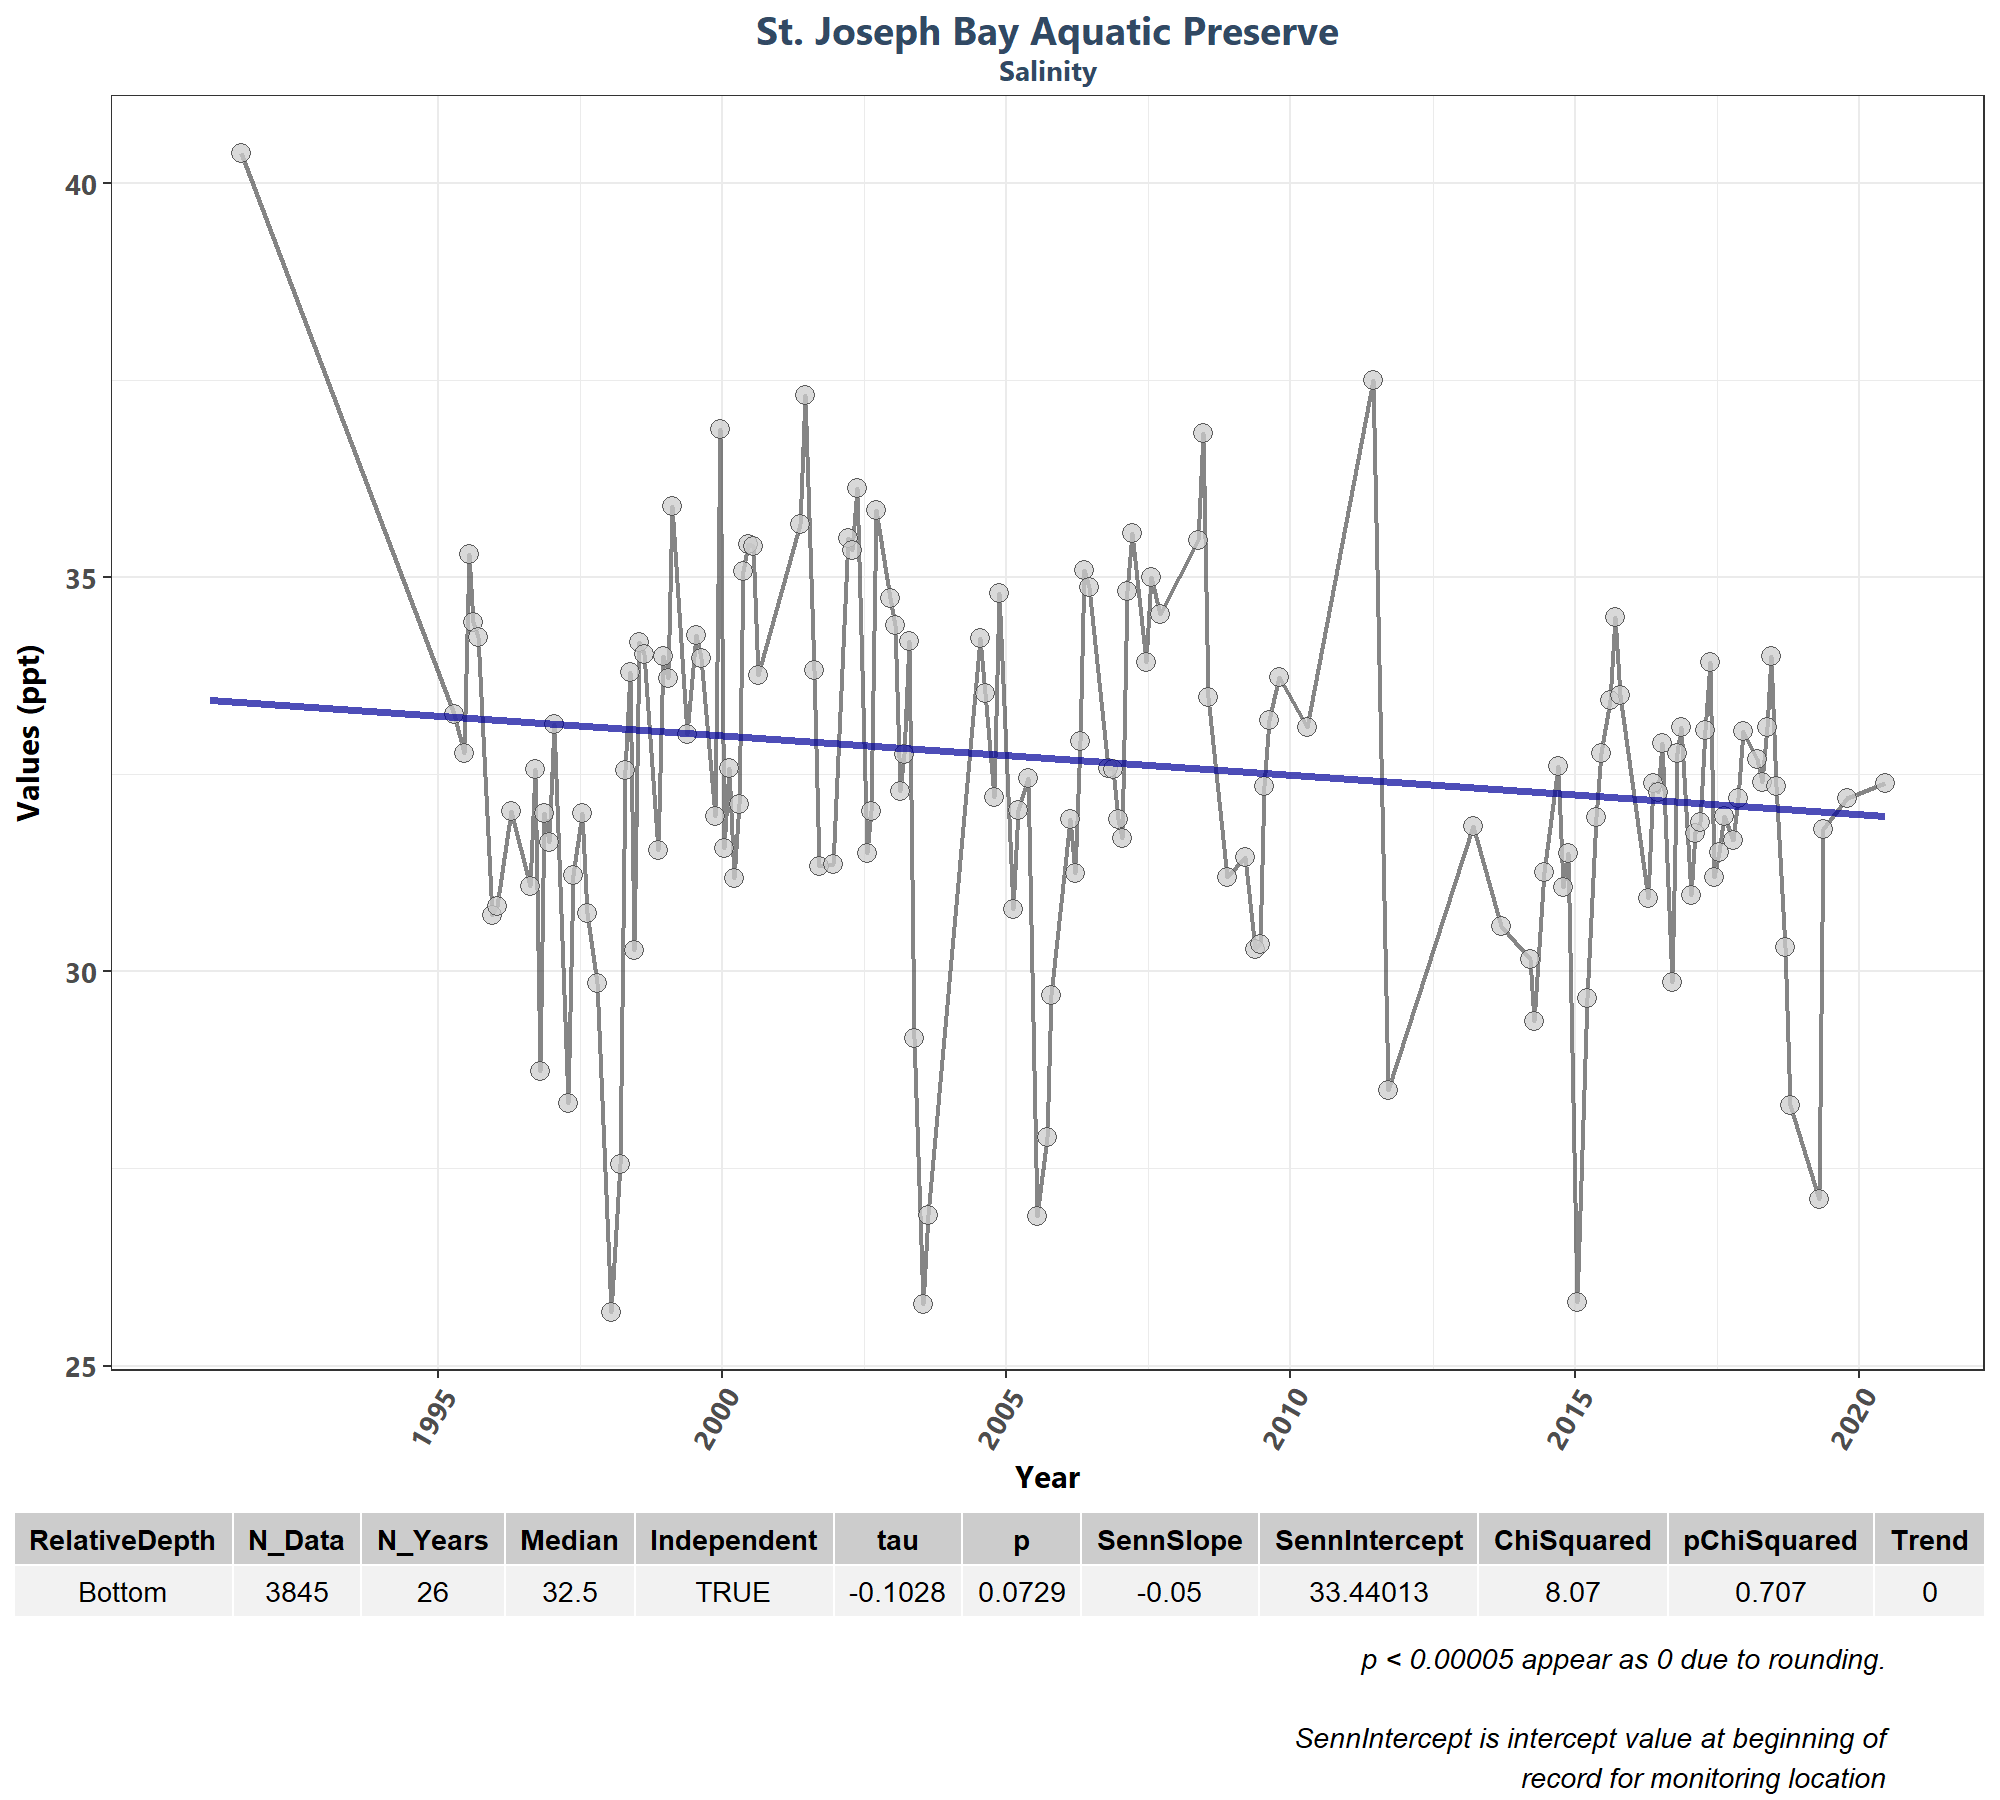 St. Joseph Bay Aquatic Preserve
Salinity
Values (ppt)
40
35
30
25
1995 2000 2005 2010 2015 2020
Year
RelativeDepth N_Data N_Years Median Independent tau p SennSlope SennIntercept ChiSquared pChiSquared Trend
Bottom 3845 26 32.5 TRUE -0.1028 0.0729 -0.05 33.44013 8.07 0.707 0
p < 0.00005 appear as 0 due to rounding.
SennIntercept is intercept value at beginning of
record for monitoring location